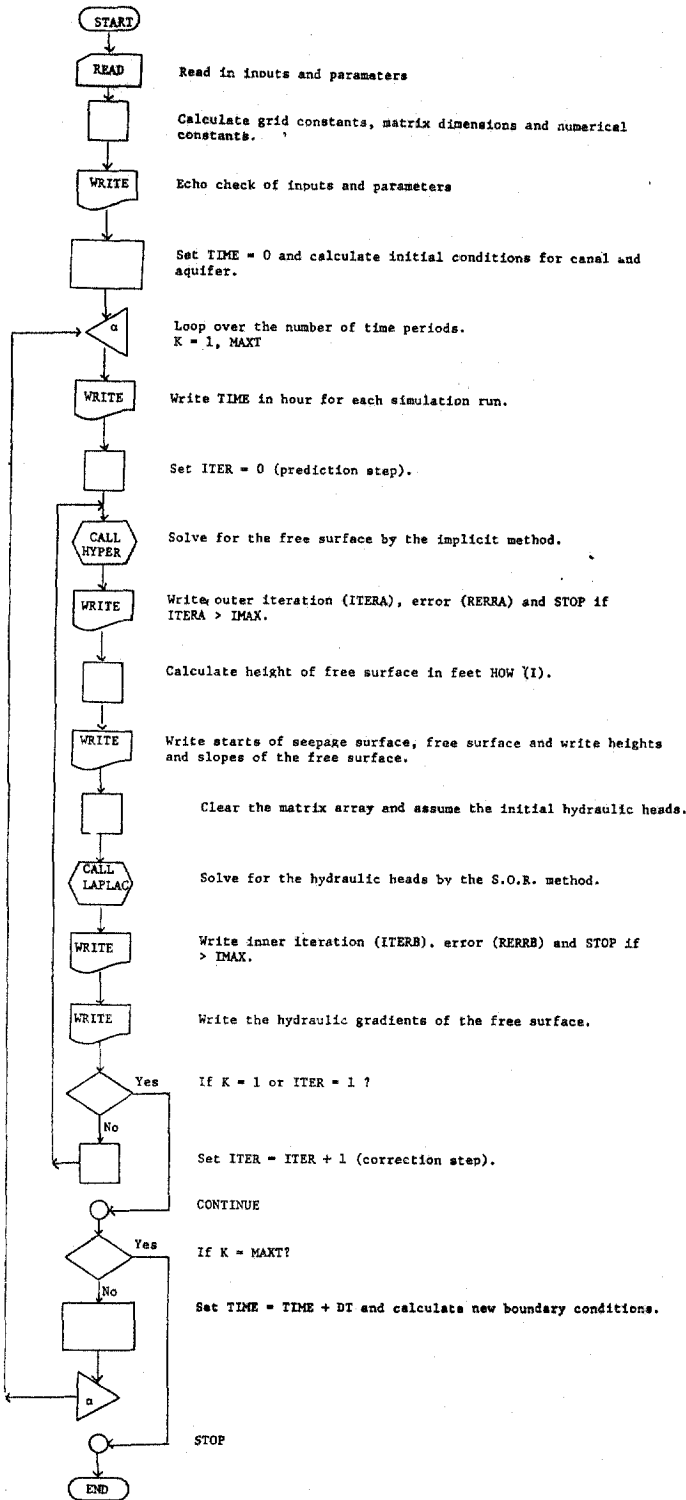 START
READ
Read in inputs and parameters
Calculate grid constants, matrix dimensions and numerical
constants.
WRITE
Echo check of inputs and parameters
Set TIME = 0 and calculate initial conditions for canal and
aquifer.
α
Loop over the number of time periods.
K = 1, MAXT
WRITE
Write TIME in hour for each simulation run.
Set ITER = 0 (prediction step).
CALL
HYPER
Solve for the free surface by the implicit method.
WRITE
Write outer iteration (ITERA), error (RERRA) and STOP if
ITERA > IMAX.
Calculate height of free surface in feet HOW (I).
WRITE
Write starts of seepage surface, free surface and write heights
and slopes of the free surface.
Clear the matrix array and assume the initial hydraulic heads.
CALL
LAPLAC
Solve for the hydraulic heads by the S.O.R. method.
WRITE
Write inner iteration (ITERB), error (RERRB) and STOP if
> IMAX.
WRITE
Write the hydraulic gradients of the free surface.
Yes
If K = 1 or ITER = 1 ?
No
Set ITER = ITER + 1 (correction step).
CONTINUE
Yes
If K = MAXT?
No
Set TIME = TIME + DT and calculate new boundary conditions.
α
STOP
END